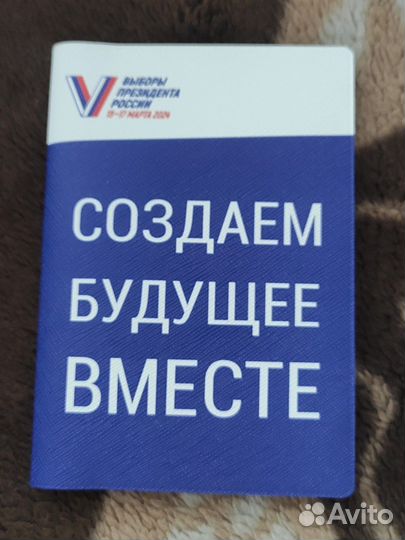 ВЫБОРЫ
ПРЕЗИДЕНТА
РОССИИ
15–17 МАРТА 2024
СОЗДАЕМ
БУДУЩЕЕ
ВМЕСТЕ
Avito